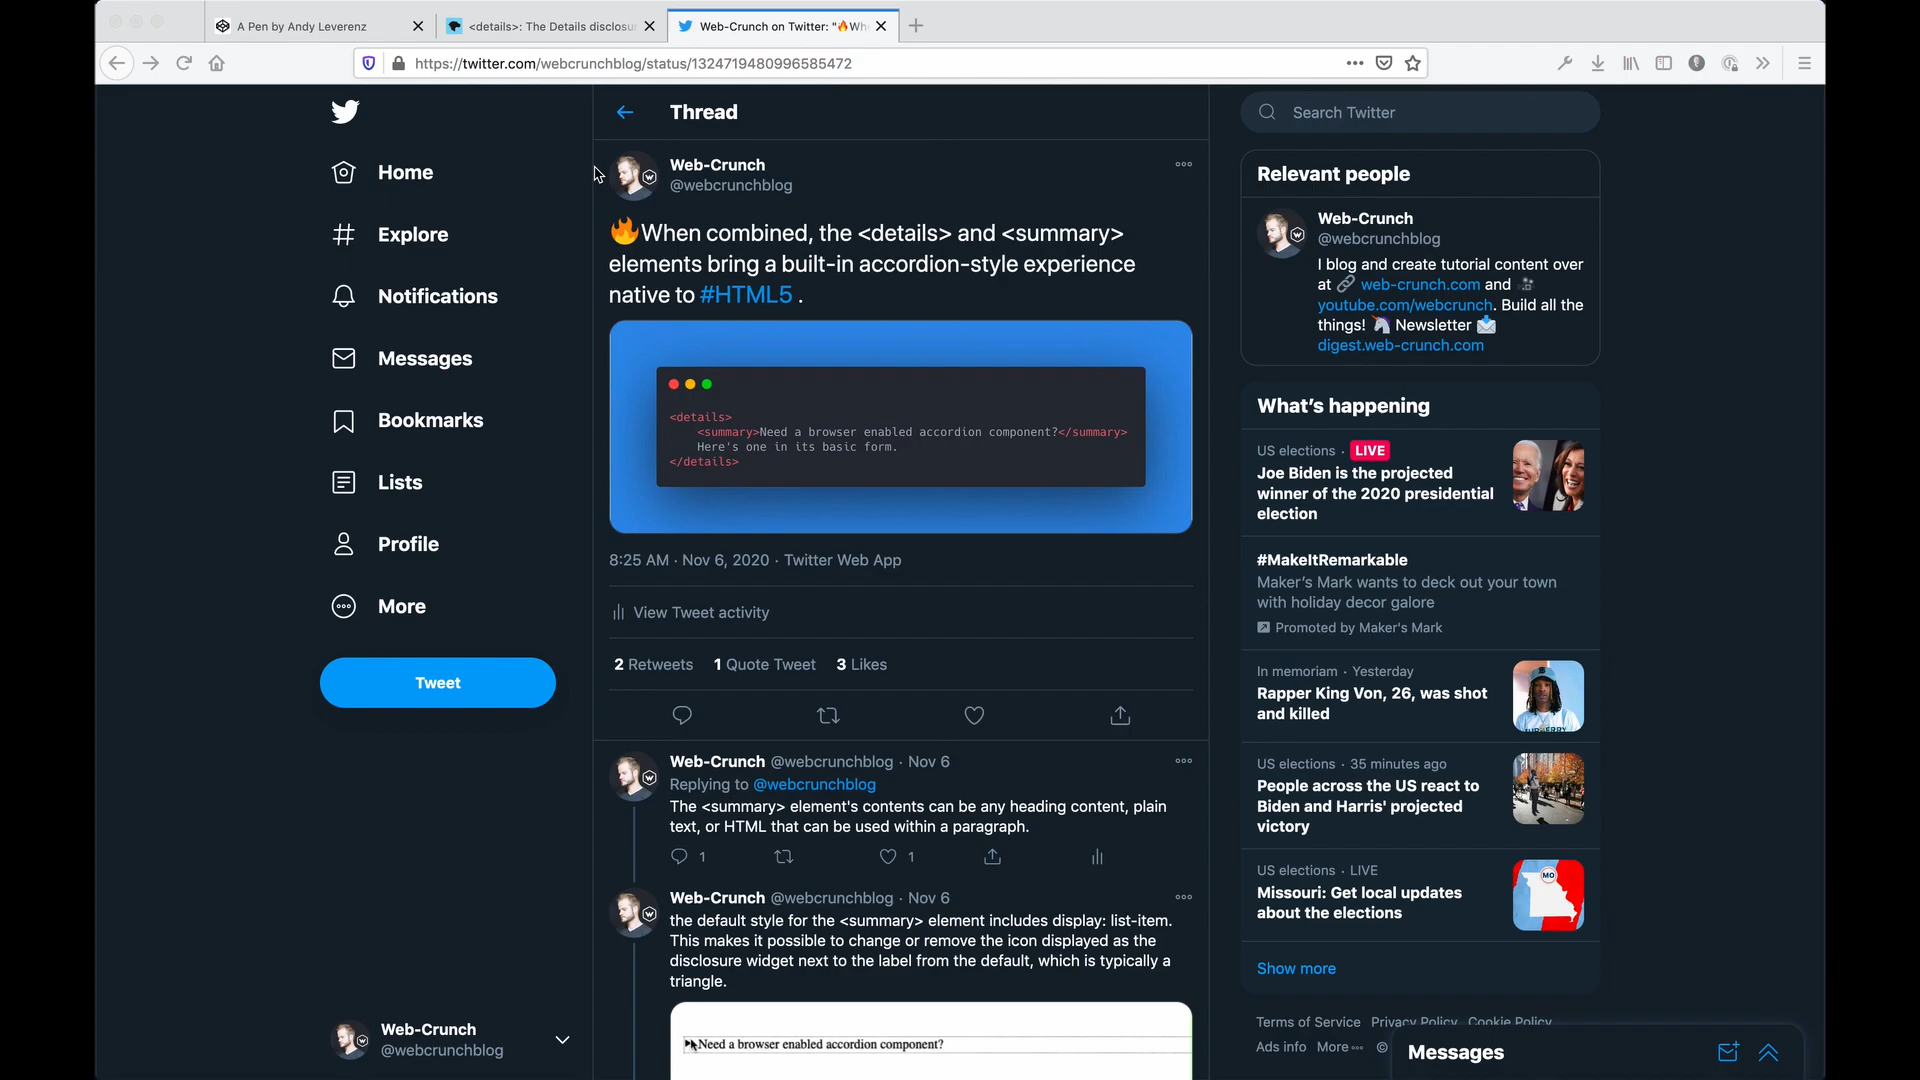 A Pen by Andy Leverenz
<details>: The Details disclosur
Web-Crunch on Twitter: "🔥Wh
https://twitter.com/webcrunchblog/status/1324719480996585472
Home
Explore
Notifications
Messages
Bookmarks
Lists
Profile
More
Tweet
Web-Crunch
@webcrunchblog
Thread
Web-Crunch
@webcrunchblog
🔥When combined, the <details> and <summary>
elements bring a built-in accordion-style experience
native to #HTML5 .
<details>
<summary>Need a browser enabled accordion component?</summary>
Here's one in its basic form.
</details>
8:25 AM · Nov 6, 2020 · Twitter Web App
View Tweet activity
2 Retweets 1 Quote Tweet 3 Likes
Web-Crunch @webcrunchblog · Nov 6
Replying to @webcrunchblog
The <summary> element's contents can be any heading content, plain
text, or HTML that can be used within a paragraph.
1 1
Web-Crunch @webcrunchblog · Nov 6
the default style for the <summary> element includes display: list-item.
This makes it possible to change or remove the icon displayed as the
disclosure widget next to the label from the default, which is typically a
triangle.
Need a browser enabled accordion component?
Search Twitter
Relevant people
Web-Crunch
@webcrunchblog
I blog and create tutorial content over
at 🔗 web-crunch.com and 🎥
youtube.com/webcrunch. Build all the
things! 🦄 Newsletter 📩
digest.web-crunch.com
What's happening
US elections · LIVE
Joe Biden is the projected
winner of the 2020 presidential
election
#MakeItRemarkable
Maker's Mark wants to deck out your town
with holiday decor galore
Promoted by Maker's Mark
In memoriam · Yesterday
Rapper King Von, 26, was shot
and killed
US elections · 35 minutes ago
People across the US react to
Biden and Harris' projected
victory
US elections · LIVE
Missouri: Get local updates
about the elections
MO
Show more
Terms of Service Privacy Policy Cookie Policy
Ads info More ©
Messages